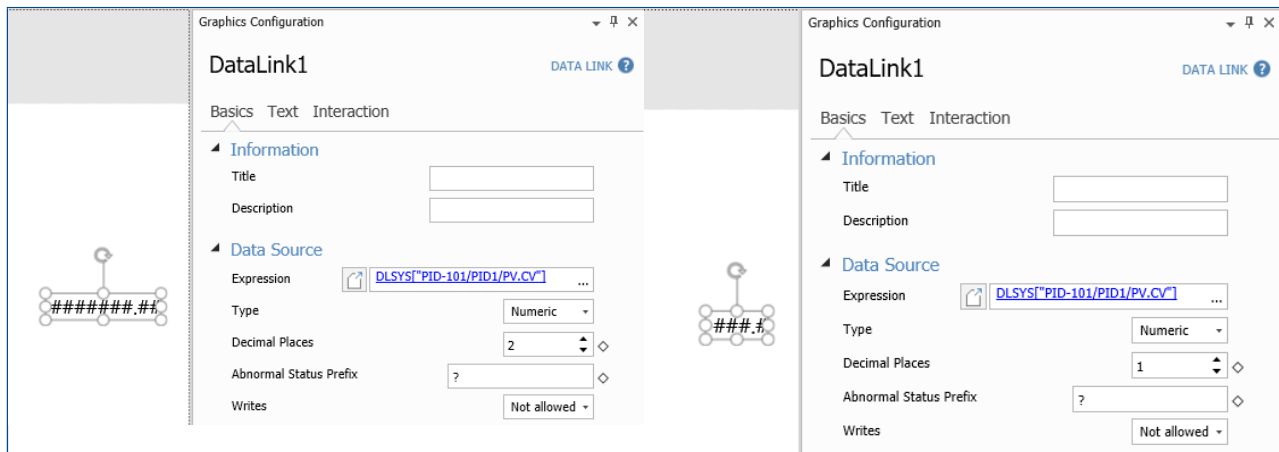 Graphics Configuration
DataLink1
DATA LINK ?
Basics Text Interaction
Information
Title
Description
Data Source
Expression DLSYS["PID-101/PID1/PV.CV"] ...
Type Numeric
Decimal Places 2
Abnormal Status Prefix ?
Writes Not allowed
#######.##
Graphics Configuration
DataLink1
DATA LINK ?
Basics Text Interaction
Information
Title
Description
Data Source
Expression DLSYS["PID-101/PID1/PV.CV"] ...
Type Numeric
Decimal Places 1
Abnormal Status Prefix ?
Writes Not allowed
###.#